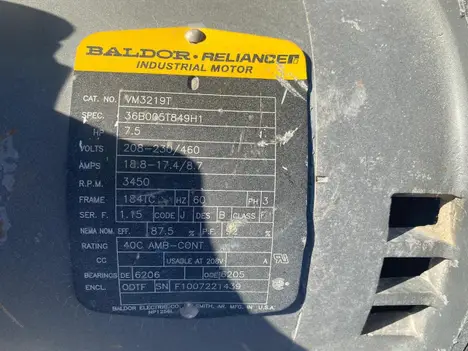 BALDOR · RELIANCE
INDUSTRIAL MOTOR
CAT. NO. VM3219T
SPEC. 36B005T849H1
HP 7.5
VOLTS 208-230/460
AMPS 18.8-17.4/8.7
R.P.M. 3450
FRAME 184TC HZ 60 PH 3
SER. F. 1.15 CODE J DES B CLASS F
NEMA NOM. EFF. 87.5 % P.F. %
RATING 40C AMB-CONT
CC USABLE AT 208V A
BEARINGS DE 6206 ODE 6205
ENCL. ODTF SN F1007221439
BALDOR ELECTRIC CO. FT. SMITH, AR. MFG. IN U.S.A.